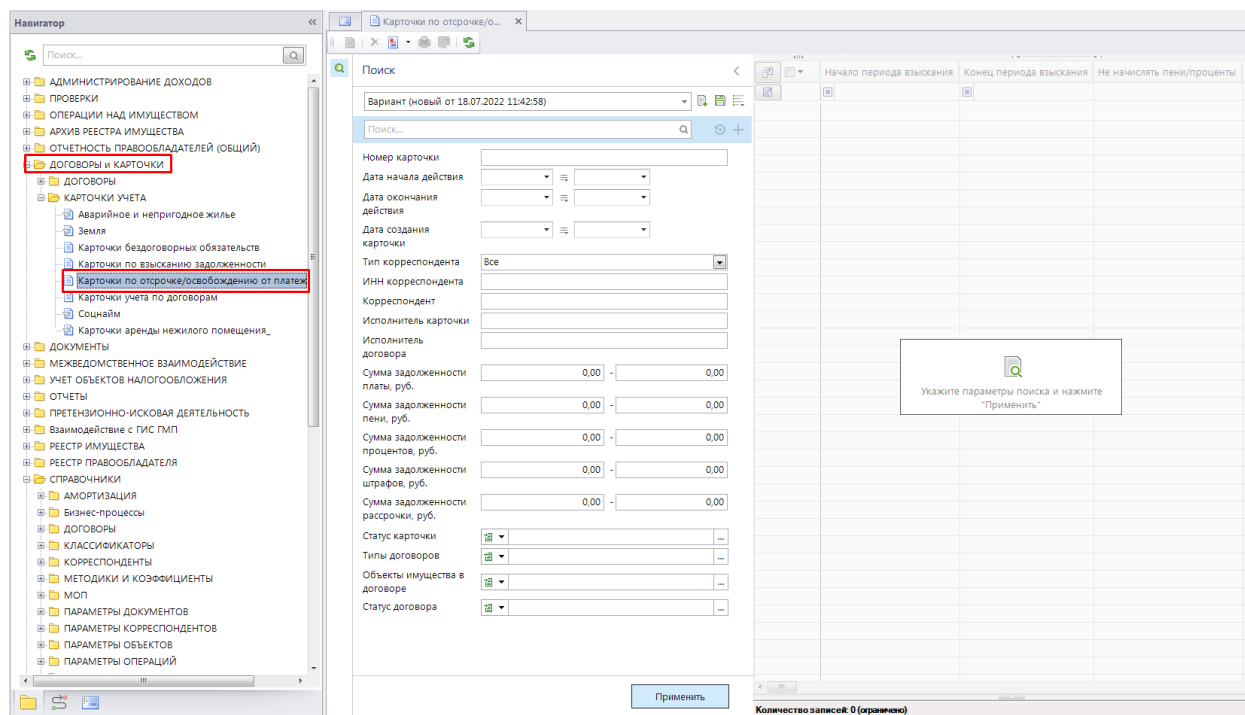 Навигатор
Поиск...
АДМИНИСТРИРОВАНИЕ ДОХОДОВ
ПРОВЕРКИ
ОПЕРАЦИИ НАД ИМУЩЕСТВОМ
АРХИВ РЕЕСТРА ИМУЩЕСТВА
ОТЧЕТНОСТЬ ПРАВООБЛАДАТЕЛЕЙ (ОБЩИЙ)
ДОГОВОРЫ и КАРТОЧКИ
ДОГОВОРЫ
КАРТОЧКИ УЧЕТА
Аварийное и непригодное жилье
Земля
Карточки бездоговорных обязательств
Карточки по взысканию задолженности
Карточки по отсрочке/освобождению от платеж
Карточки учета по договорам
Соцнайм
Карточки аренды нежилого помещения_
ДОКУМЕНТЫ
МЕЖВЕДОМСТВЕННОЕ ВЗАИМОДЕЙСТВИЕ
УЧЕТ ОБЪЕКТОВ НАЛОГООБЛОЖЕНИЯ
ОТЧЕТЫ
ПРЕТЕНЗИОННО-ИСКОВАЯ ДЕЯТЕЛЬНОСТЬ
Взаимодействие с ГИС ГМП
РЕЕСТР ИМУЩЕСТВА
РЕЕСТР ПРАВООБЛАДАТЕЛЯ
СПРАВОЧНИКИ
АМОРТИЗАЦИЯ
Бизнес-процессы
ДОГОВОРЫ
КЛАССИФИКАТОРЫ
КОРРЕСПОНДЕНТЫ
МЕТОДИКИ И КОЭФФИЦИЕНТЫ
МОП
ПАРАМЕТРЫ ДОКУМЕНТОВ
ПАРАМЕТРЫ КОРРЕСПОНДЕНТОВ
ПАРАМЕТРЫ ОБЪЕКТОВ
ПАРАМЕТРЫ ОПЕРАЦИЙ
Карточки по отсрочке/о...
Поиск
Вариант (новый от 18.07.2022 11:42:58)
Поиск...
Номер карточки
Дата начала действия
Дата окончания
действия
Дата создания
карточки
Тип корреспондента Все
ИНН корреспондента
Корреспондент
Исполнитель карточки
Исполнитель
договора
Сумма задолженности 0,00 - 0,00
платы, руб.
Сумма задолженности 0,00 - 0,00
пени, руб.
Сумма задолженности 0,00 - 0,00
процентов, руб.
Сумма задолженности 0,00 - 0,00
штрафов, руб.
Сумма задолженности 0,00 - 0,00
рассрочки, руб.
Статус карточки ...
Типы договоров ...
Объекты имущества в ...
договоре
Статус договора ...
Применить
Начало периода взыскания Конец периода взыскания Не начислять пени/проценты
Укажите параметры поиска и нажмите
"Применить"
Количество записей: 0 (ограничено)